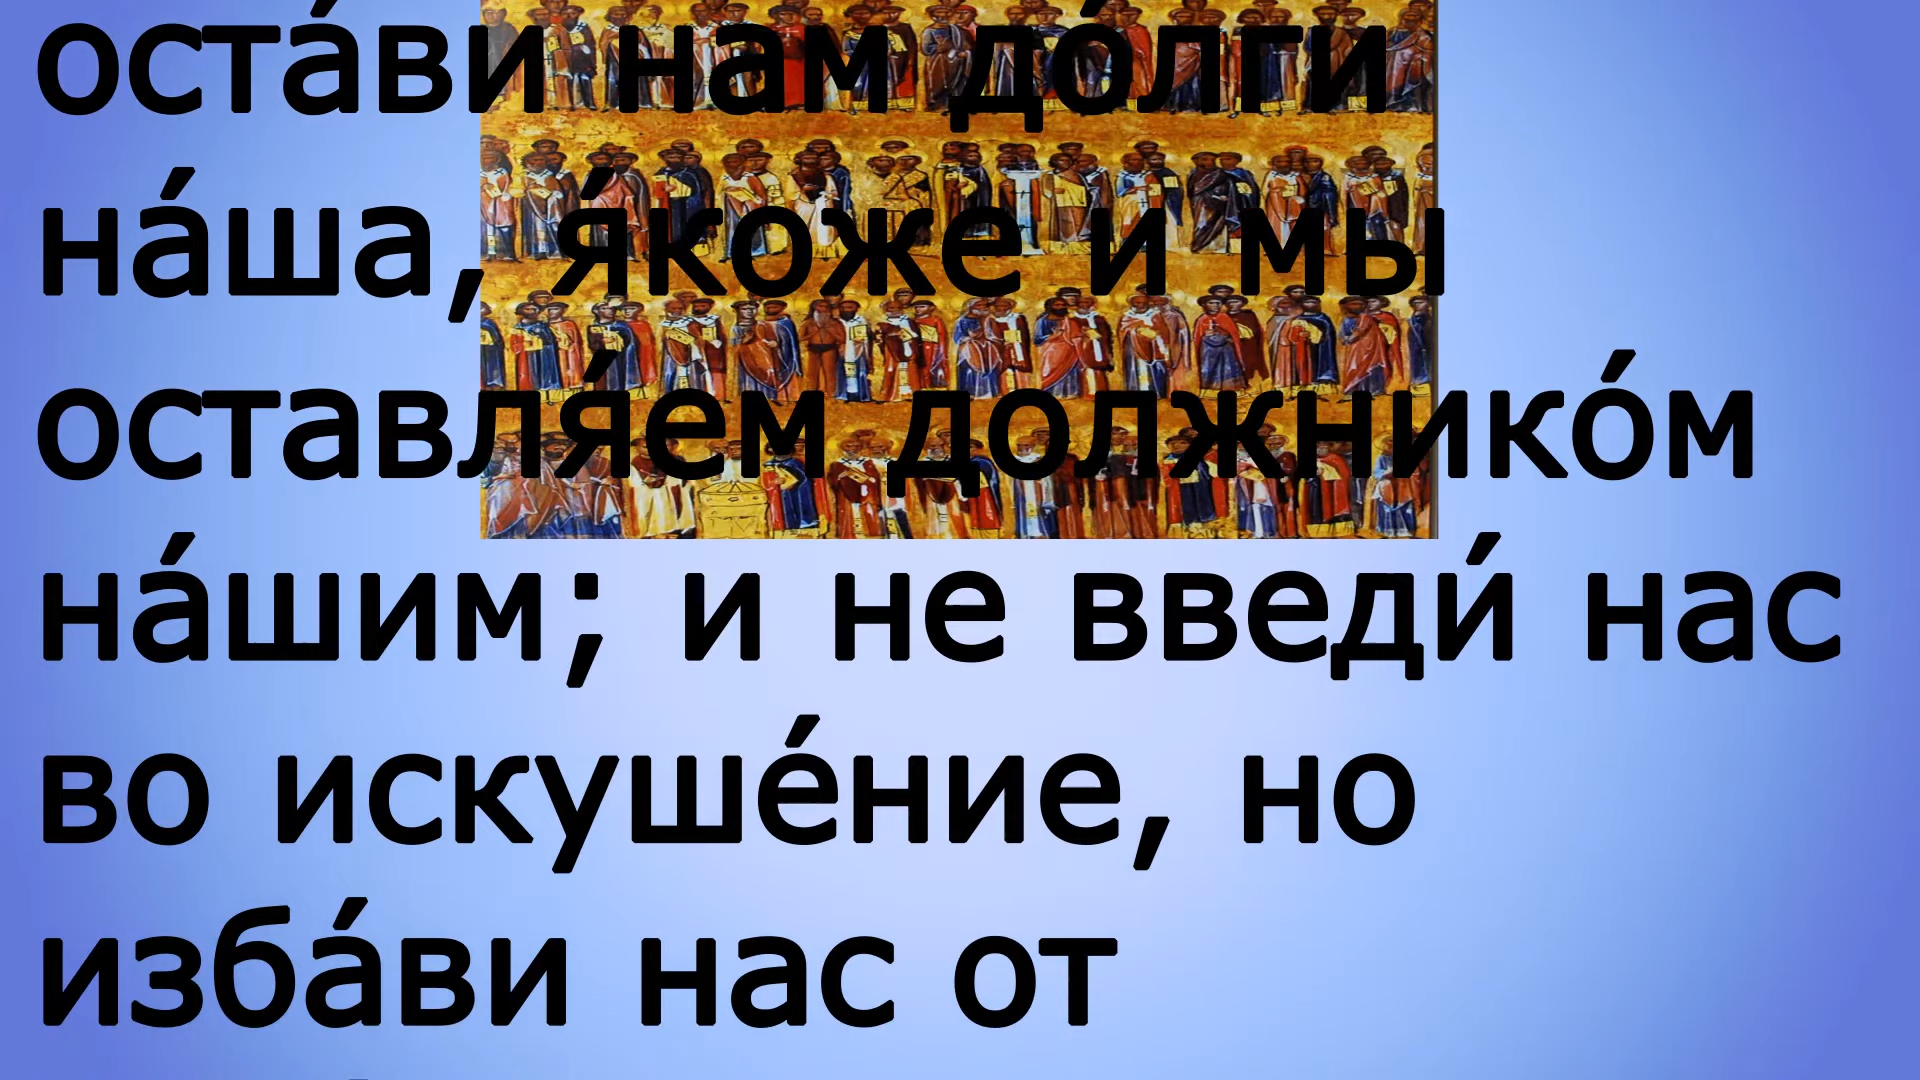 оста́ви нам до́лги
на́ша, я́коже и мы
оставля́ем должнико́м
на́шим; и не введи́ нас
во искуше́ние, но
изба́ви нас от